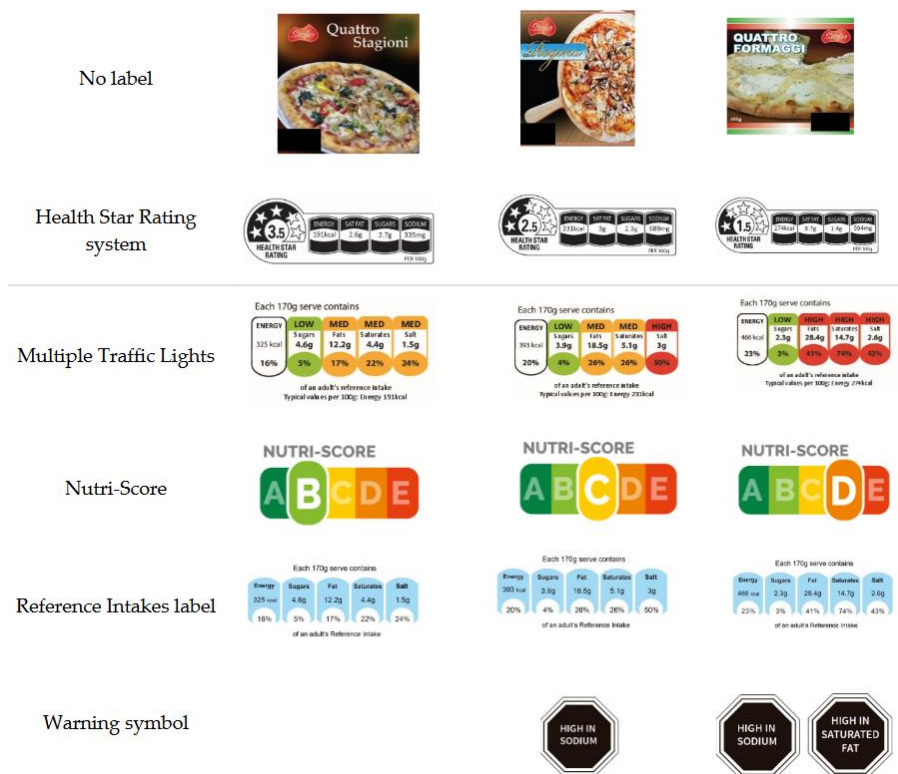 No label
Stefer
Quattro
Stagioni
Stefer
QUATTRO
FORMAGGI
Stefer
Health Star Rating
system
3.5
HEALTH STAR
RATING
ENERGY SAT FAT SUGARS SODIUM
191kcal 2.6g 2.7g 335mg
PER 100g
2.5
HEALTH STAR
RATING
ENERGY SAT FAT SUGARS SODIUM
231kcal 3g 2.3g 689mg
PER 100g
1.5
HEALTH STAR
RATING
ENERGY SAT FAT SUGARS SODIUM
274kcal 8.7g 1.4g 594mg
PER 100g
Multiple Traffic Lights
Each 170g serve contains
ENERGY LOW MED MED MED
Sugars Fats Saturates Salt
325 kcal 4.6g 12.2g 4.4g 1.5g
16% 5% 17% 22% 24%
of an adult's reference intake
Typical values per 100g: Energy 191kcal
Each 170g serve contains
ENERGY LOW MED MED HIGH
Sugars Fats Saturates Salt
393 kcal 3.9g 18.5g 5.1g 3g
20% 4% 26% 26% 50%
of an adult's reference intake
Typical values per 100g: Energy 231kcal
Each 170g serve contains
ENERGY LOW HIGH HIGH HIGH
Sugars Fats Saturates Salt
466 kcal 2.3g 28.4g 14.7g 2.6g
23% 3% 41% 74% 43%
of an adult's reference intake
Typical values per 100g: Energy 274kcal
Nutri-Score
NUTRI-SCORE
A B C D E
NUTRI-SCORE
A B C D E
NUTRI-SCORE
A B C D E
Reference Intakes label
Each 170g serve contains
Energy Sugars Fat Saturates Salt
325 kcal 4.6g 12.2g 4.4g 1.5g
16% 5% 17% 22% 24%
of an adult's Reference Intake
Each 170g serve contains
Energy Sugars Fat Saturates Salt
393 kcal 3.9g 18.5g 5.1g 3g
20% 4% 26% 26% 50%
of an adult's Reference Intake
Each 170g serve contains
Energy Sugars Fat Saturates Salt
466 kcal 2.3g 28.4g 14.7g 2.6g
23% 3% 41% 74% 43%
of an adult's Reference Intake
Warning symbol
HIGH IN
SODIUM
HIGH IN
SODIUM
HIGH IN
SATURATED
FAT